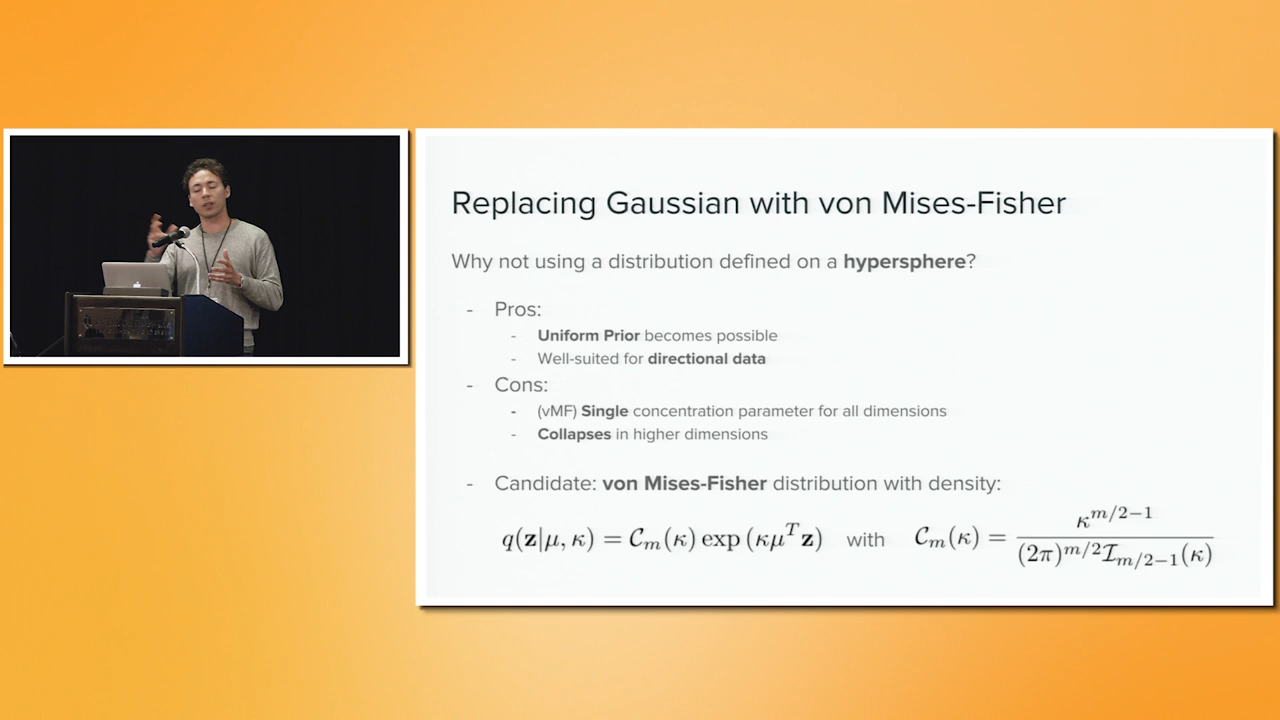 Replacing Gaussian with von Mises-Fisher
Why not using a distribution defined on a hypersphere?
- Pros:
- Uniform Prior becomes possible
- Well-suited for directional data
- Cons:
- (vMF) Single concentration parameter for all dimensions
- Collapses in higher dimensions
- Candidate: von Mises-Fisher distribution with density:
q(z|μ, κ) = 𝒞_m(κ) exp (κμ^T z) with 𝒞_m(κ) = κ^{m/2−1} / ((2π)^{m/2} ℐ_{m/2−1}(κ))